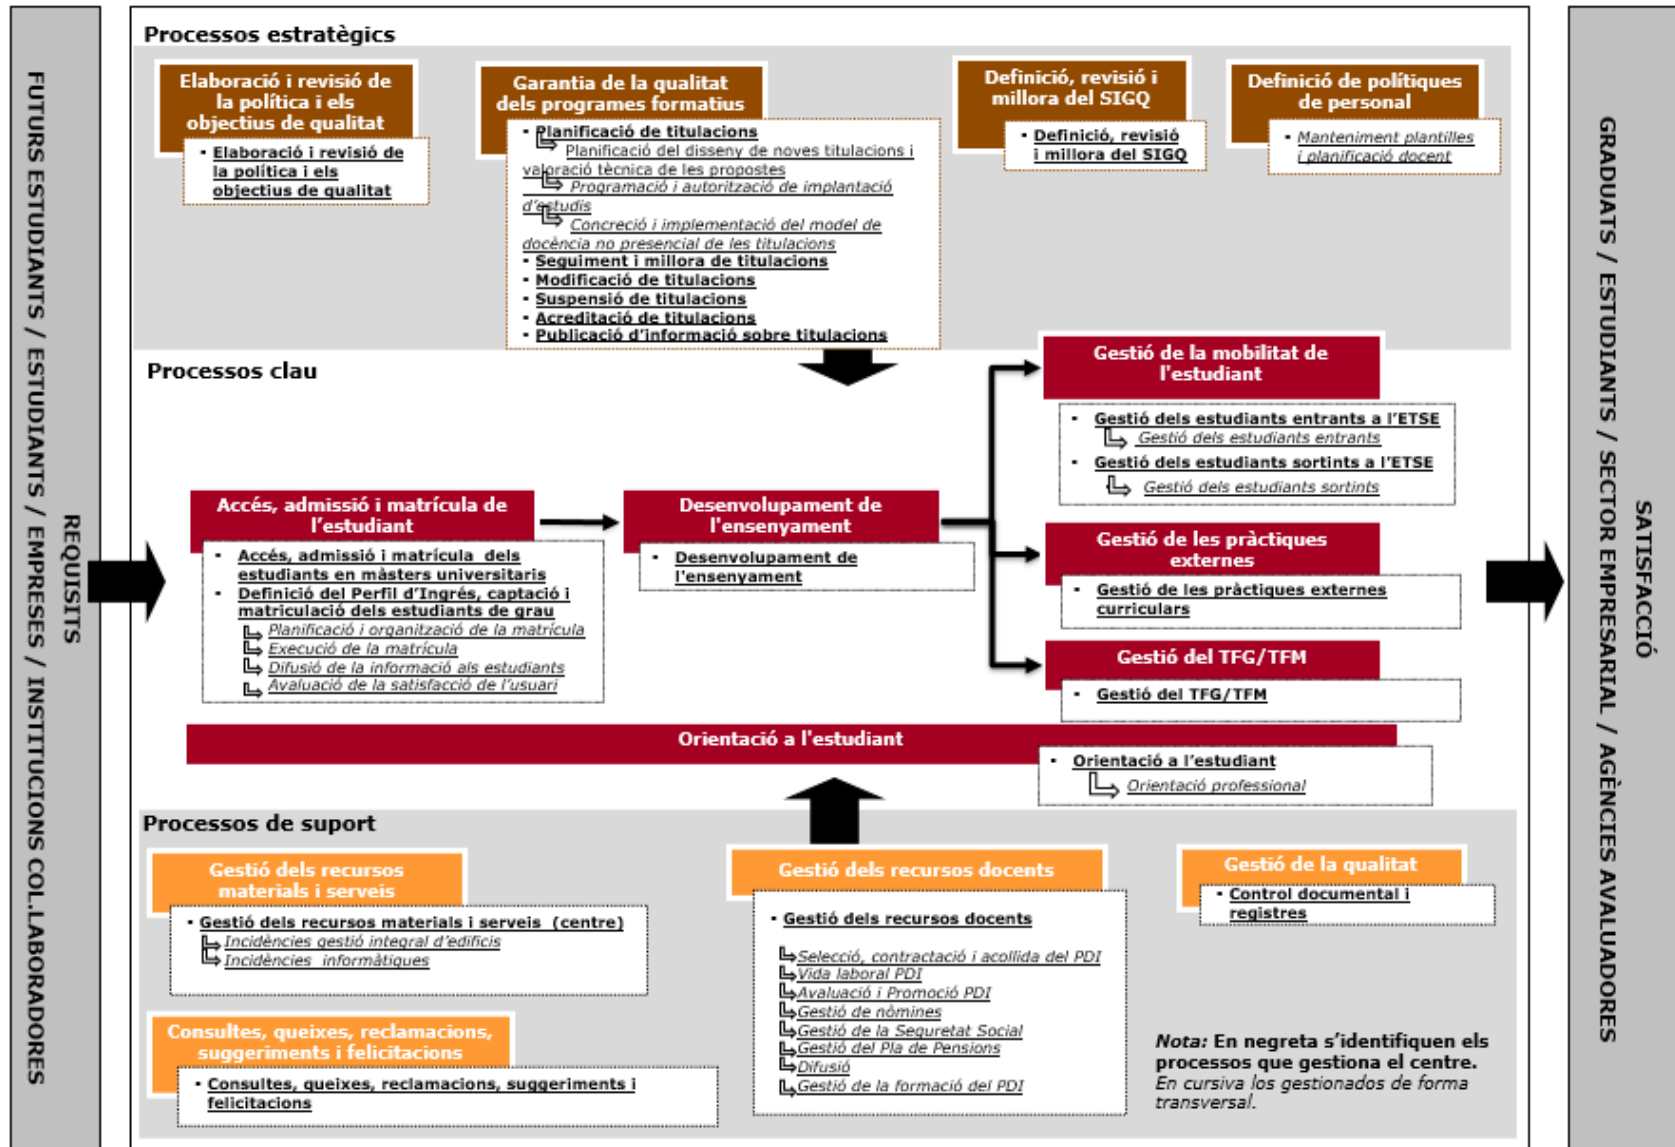 FUTURS ESTUDIANTS / ESTUDIANTS / EMPRESES / INSTITUCIONS COL.LABORADORES
REQUISITS
Processos estratègics
Elaboració i revisió de
la política i els
objectius de qualitat
▪ Elaboració i revisió de
la política i els
objectius de qualitat
Garantia de la qualitat
dels programes formatius
▪ Planificació de titulacions
Planificació del disseny de noves titulacions i
valoració tècnica de les propostes
Programació i autorització de implantació
d'estudis
Concreció i implementació del model de
docència no presencial de les titulacions
▪ Seguiment i millora de titulacions
▪ Modificació de titulacions
▪ Suspensió de titulacions
▪ Acreditació de titulacions
▪ Publicació d'informació sobre titulacions
Definició, revisió i
millora del SIGQ
▪ Definició, revisió
i millora del SIGQ
Definició de polítiques
de personal
▪ Manteniment plantilles
i planificació docent
Processos clau
Accés, admissió i matrícula de
l'estudiant
▪ Accés, admissió i matrícula dels
estudiants en màsters universitaris
▪ Definició del Perfil d'Ingrés, captació i
matriculació dels estudiants de grau
Planificació i organització de la matrícula
Execució de la matrícula
Difusió de la informació als estudiants
Avaluació de la satisfacció de l'usuari
Desenvolupament de
l'ensenyament
▪ Desenvolupament de
l'ensenyament
Gestió de la mobilitat de
l'estudiant
▪ Gestió dels estudiants entrants a l'ETSE
Gestió dels estudiants entrants
▪ Gestió dels estudiants sortints a l'ETSE
Gestió dels estudiants sortints
Gestió de les pràctiques
externes
▪ Gestió de les pràctiques externes
curriculars
Gestió del TFG/TFM
▪ Gestió del TFG/TFM
Orientació a l'estudiant
▪ Orientació a l'estudiant
Orientació professional
Processos de suport
Gestió dels recursos
materials i serveis
▪ Gestió dels recursos materials i serveis (centre)
Incidències gestió integral d'edificis
Incidències informàtiques
Consultes, queixes, reclamacions,
suggeriments i felicitacions
▪ Consultes, queixes, reclamacions, suggeriments i
felicitacions
Gestió dels recursos docents
▪ Gestió dels recursos docents
Selecció, contractació i acollida del PDI
Vida laboral PDI
Avaluació i Promoció PDI
Gestió de nòmines
Gestió de la Seguretat Social
Gestió del Pla de Pensions
Difusió
Gestió de la formació del PDI
Gestió de la qualitat
▪ Control documental i
registres
Nota: En negreta s'identifiquen els
processos que gestiona el centre.
En cursiva los gestionados de forma
transversal.
SATISFACCIÓ
GRADUATS / ESTUDIANTS / SECTOR EMPRESARIAL / AGÈNCIES AVALUADORES